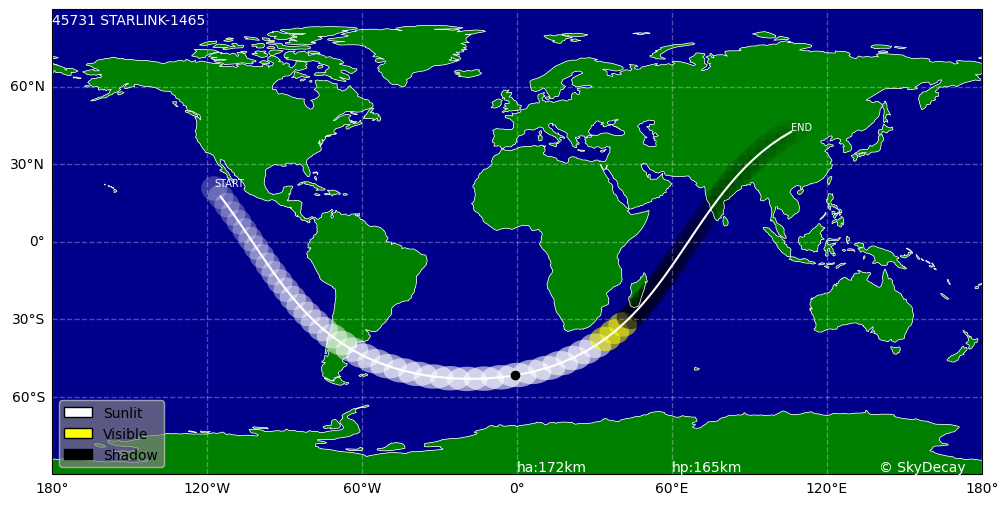 45731 STARLINK-1465
60°N
30°N
0°
30°S
60°S
START
END
Sunlit
Visible
Shadow
ha:172km
hp:165km
© SkyDecay
180°
120°W
60°W
0°
60°E
120°E
180°